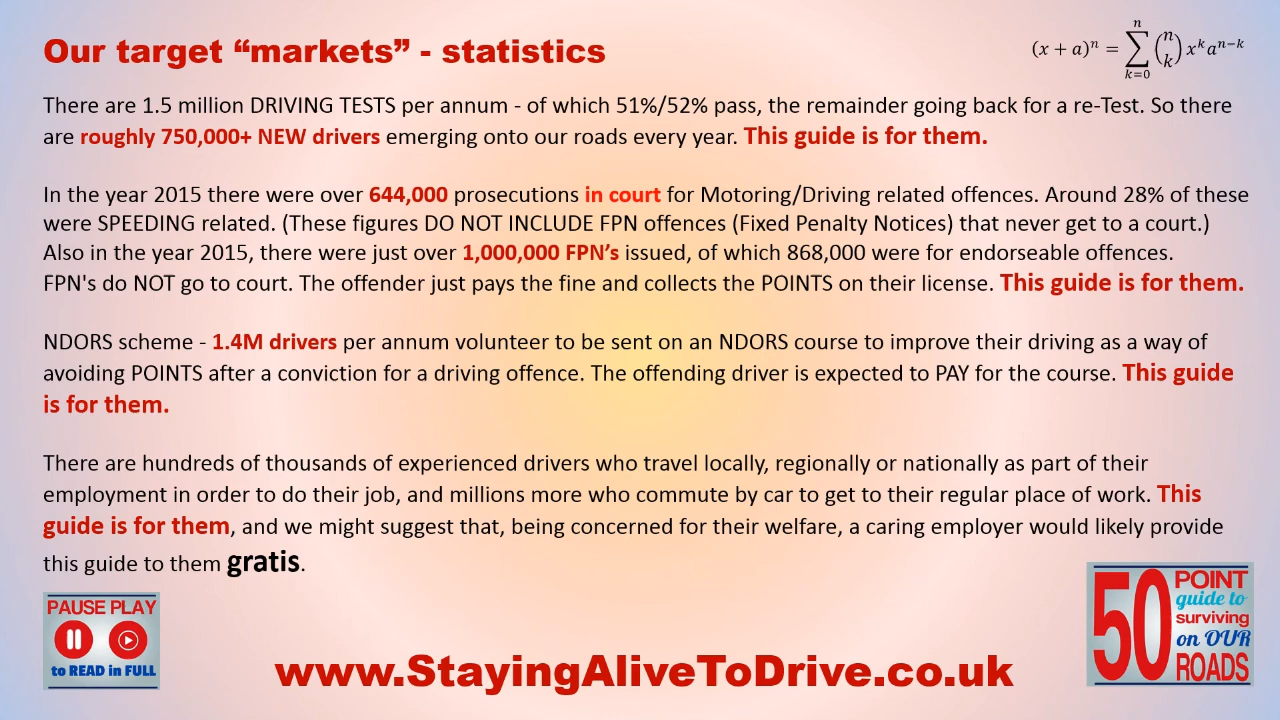 Our target “markets” - statistics
(x + a)ⁿ = ∑ₖ₌₀ⁿ (n k) xᵏaⁿ⁻ᵏ
There are 1.5 million DRIVING TESTS per annum - of which 51%/52% pass, the remainder going back for a re-Test. So there
are roughly 750,000+ NEW drivers emerging onto our roads every year. This guide is for them.
In the year 2015 there were over 644,000 prosecutions in court for Motoring/Driving related offences. Around 28% of these
were SPEEDING related. (These figures DO NOT INCLUDE FPN offences (Fixed Penalty Notices) that never get to a court.)
Also in the year 2015, there were just over 1,000,000 FPN’s issued, of which 868,000 were for endorseable offences.
FPN's do NOT go to court. The offender just pays the fine and collects the POINTS on their license. This guide is for them.
NDORS scheme - 1.4M drivers per annum volunteer to be sent on an NDORS course to improve their driving as a way of
avoiding POINTS after a conviction for a driving offence. The offending driver is expected to PAY for the course. This guide
is for them.
There are hundreds of thousands of experienced drivers who travel locally, regionally or nationally as part of their
employment in order to do their job, and millions more who commute by car to get to their regular place of work. This
guide is for them, and we might suggest that, being concerned for their welfare, a caring employer would likely provide
this guide to them gratis.
PAUSE PLAY
to READ in FULL
www.StayingAliveToDrive.co.uk
50 POINT
guide to
surviving
on OUR
ROADS